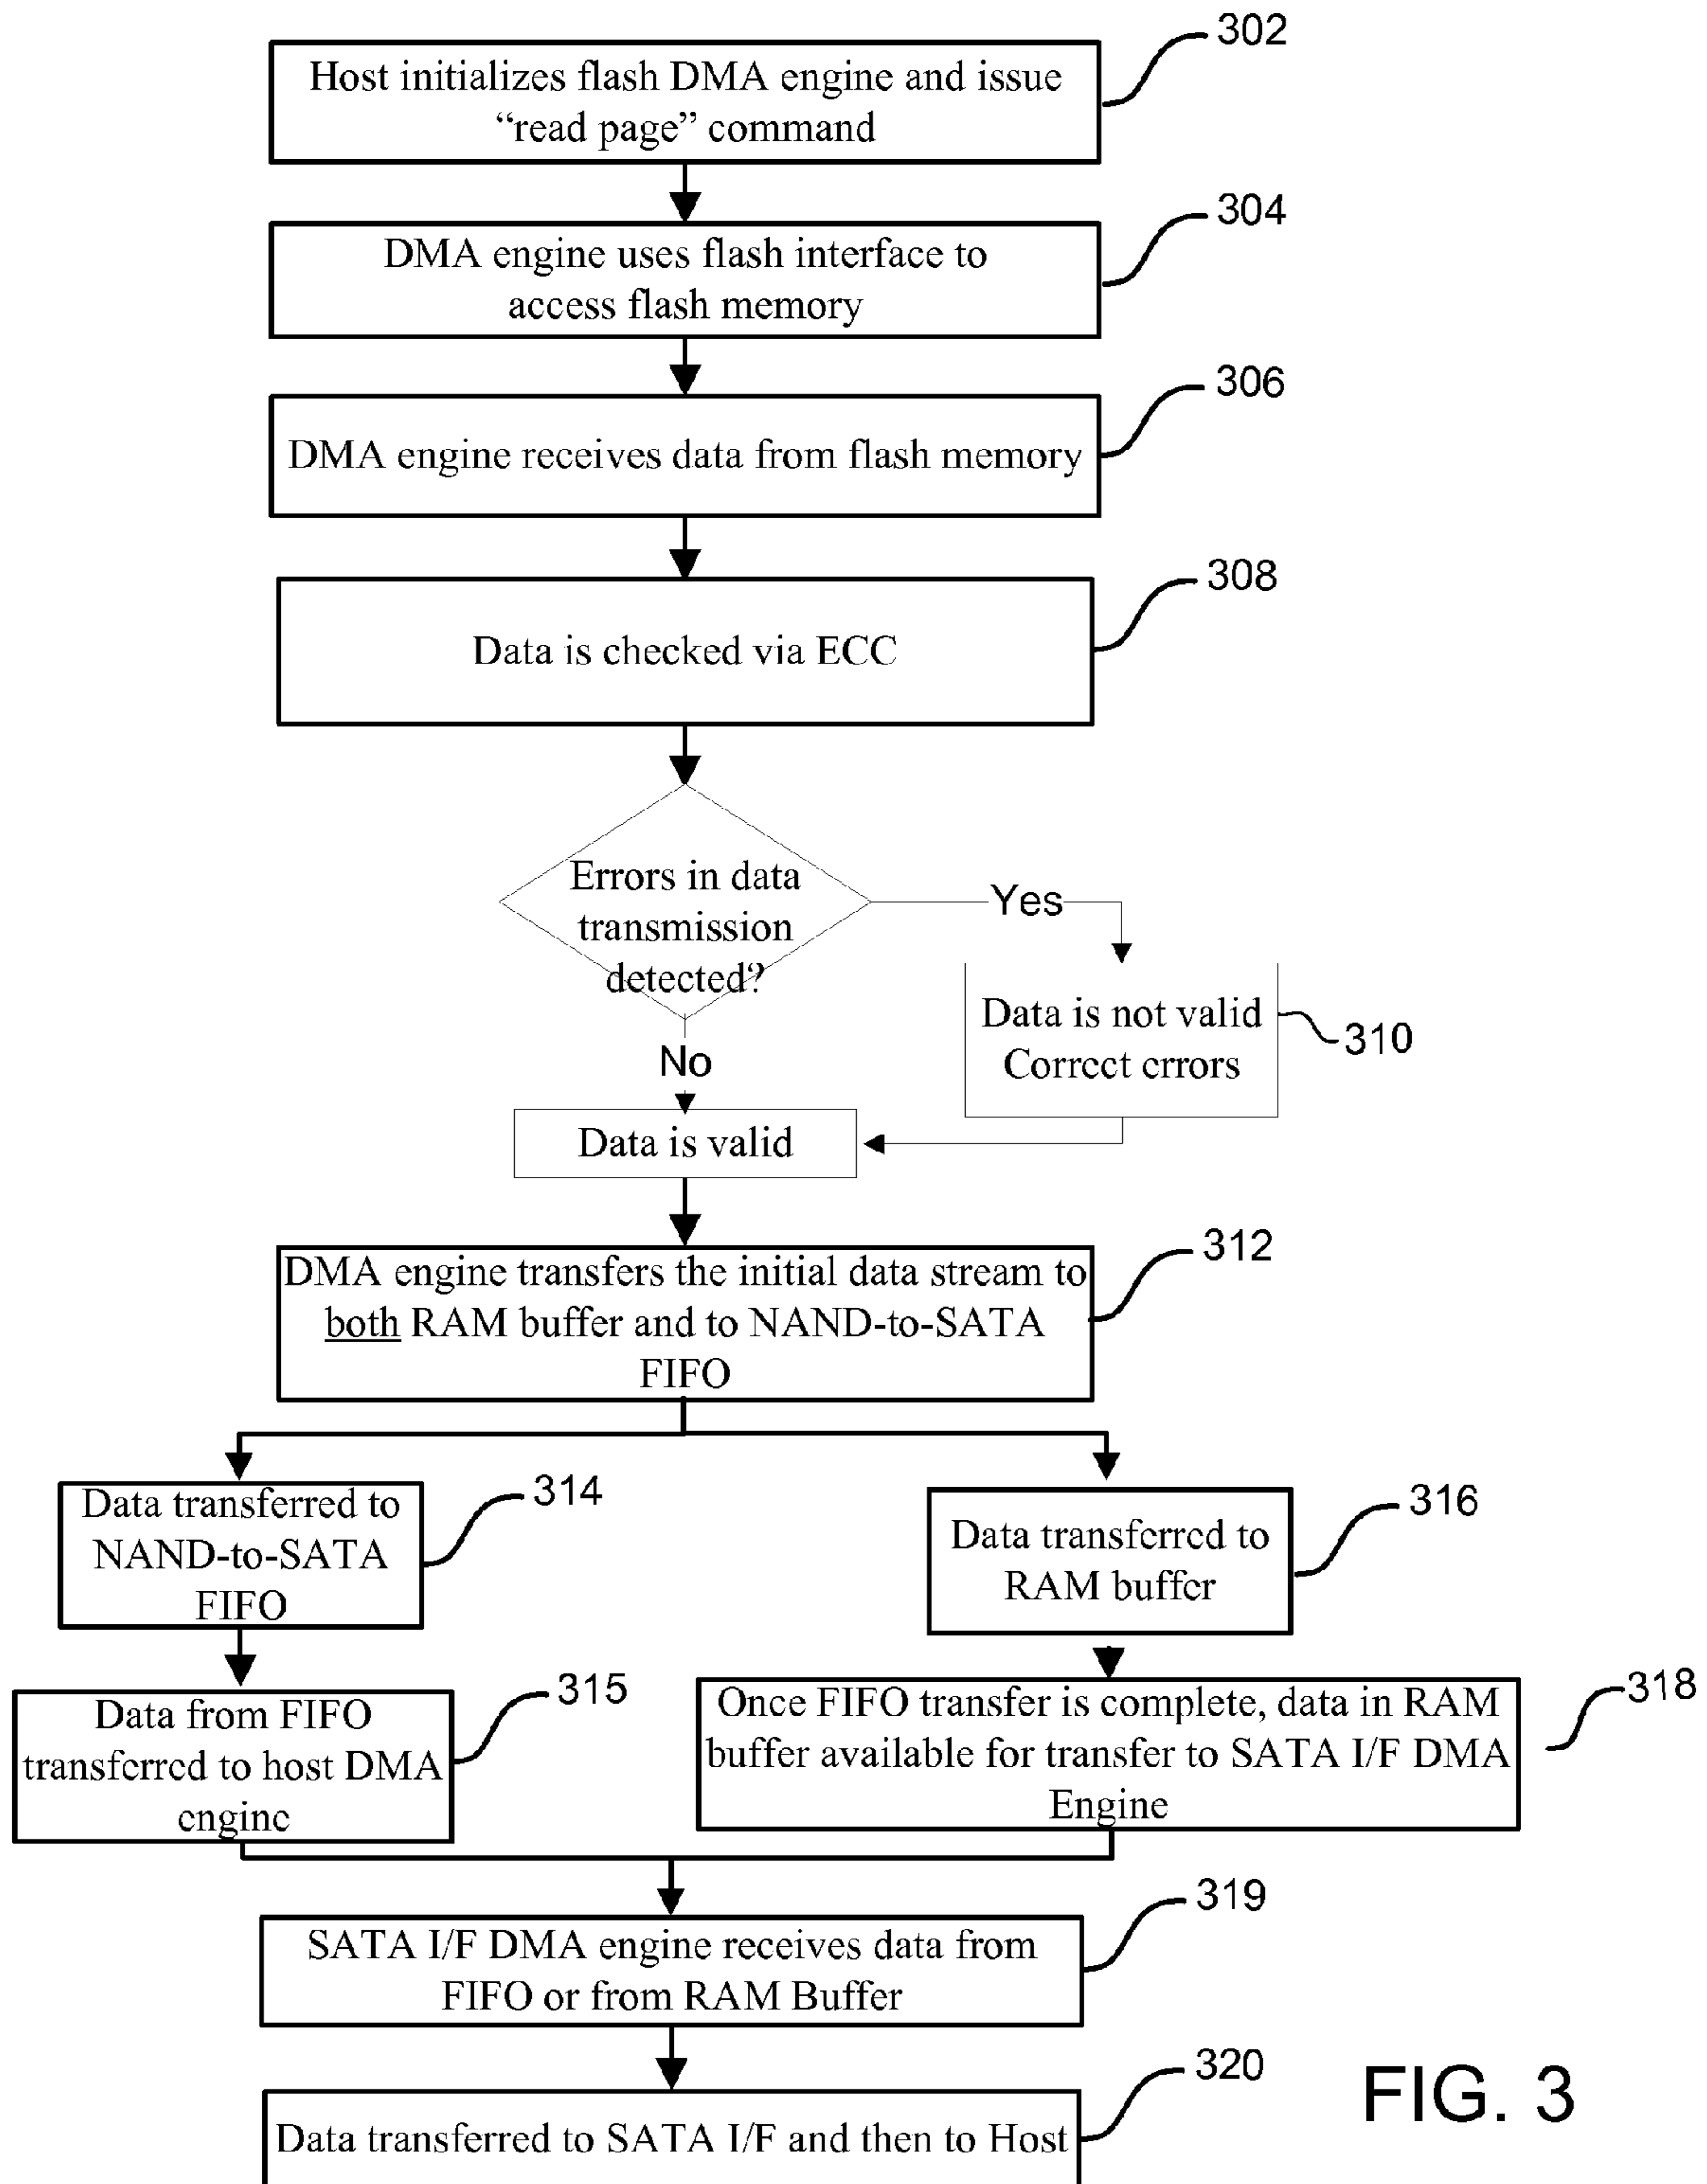 302
Host initializes flash DMA engine and issue
“read page” command
304
DMA engine uses flash interface to
access flash memory
306
DMA engine receives data from flash memory
308
Data is checked via ECC
Errors in data
transmission
detected?
Yes
Data is not valid
Correct errors
310
No
Data is valid
312
DMA engine transfers the initial data stream to
both RAM buffer and to NAND-to-SATA
FIFO
314
Data transferred to
NAND-to-SATA
FIFO
316
Data transferred to
RAM buffer
315
Data from FIFO
transferred to host DMA
engine
318
Once FIFO transfer is complete, data in RAM
buffer available for transfer to SATA I/F DMA
Engine
319
SATA I/F DMA engine receives data from
FIFO or from RAM Buffer
320
Data transferred to SATA I/F and then to Host
FIG. 3